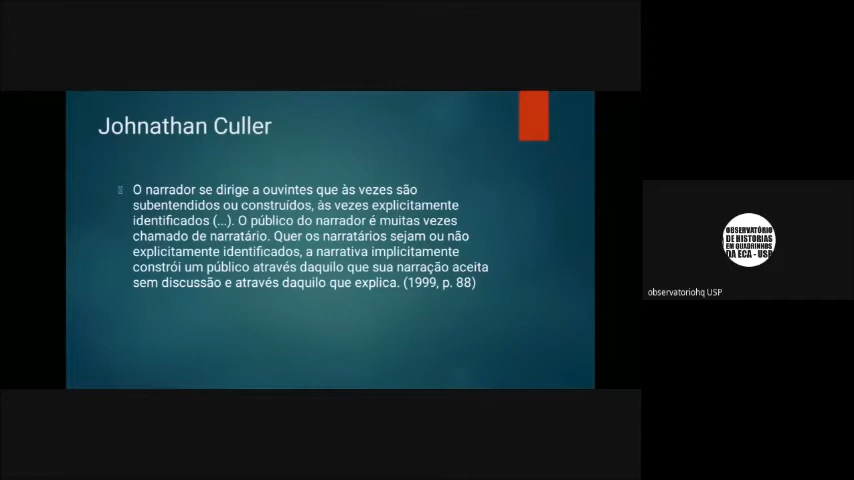 Johnathan Culler
O narrador se dirige a ouvintes que às vezes são
subentendidos ou construídos, às vezes explicitamente
identificados (...). O público do narrador é muitas vezes
chamado de narratário. Quer os narratários sejam ou não
explicitamente identificados, a narrativa implicitamente
constrói um público através daquilo que sua narração aceita
sem discussão e através daquilo que explica. (1999, p. 88)
OBSERVATÓRIO
DE HISTORIAS
EM QUADRINHOS
DA ECA - USP
observatoriohq USP